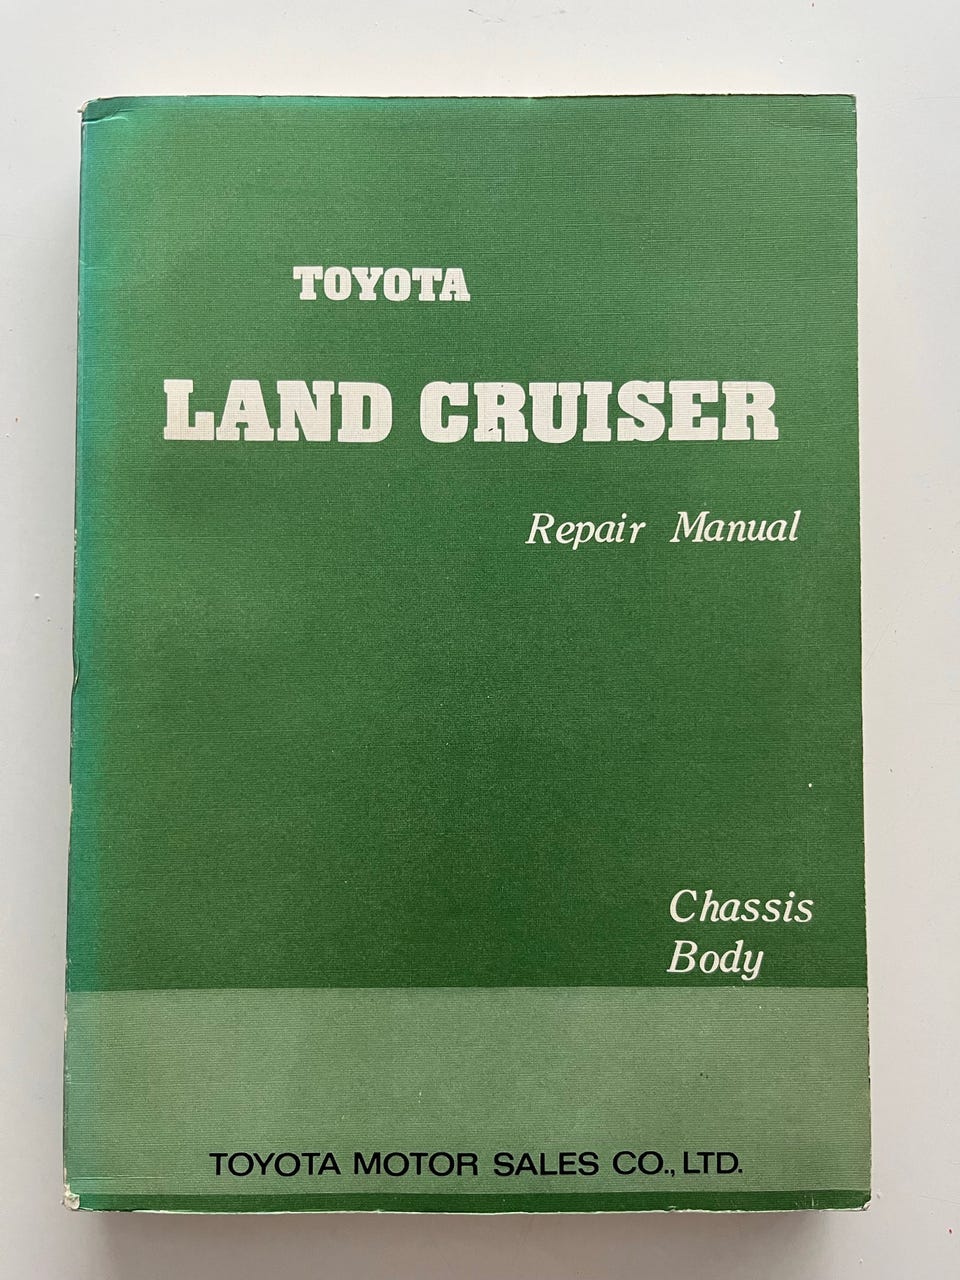 TOYOTA
LAND CRUISER
Repair Manual
Chassis
Body
TOYOTA MOTOR SALES CO., LTD.